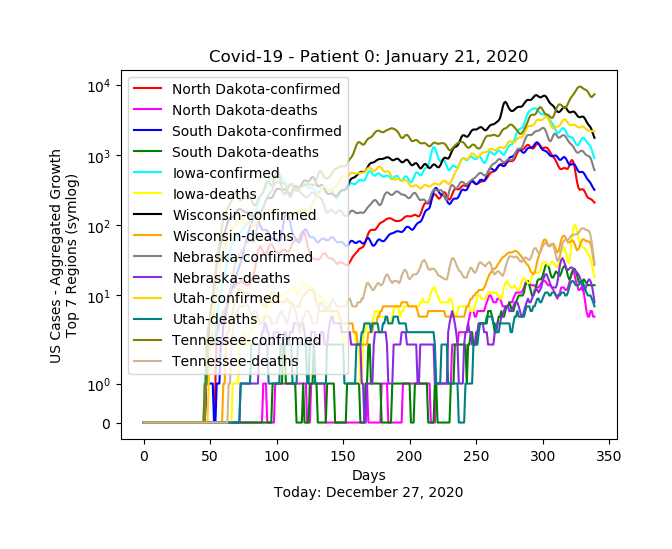 Covid-19 - Patient 0: January 21, 2020
US Cases - Aggregated Growth
Top 7 [Regions (symlog)
10^4
10^3
10^2
10^1
10^0
0
North Dakota-confirmed
North Dakota-deaths
South Dakota-confirmed
South Dakota-deaths
Iowa-confirmed
Iowa-deaths
Wisconsin-confirmed
Wisconsin-deaths
Nebraska-confirmed
Nebraska-deaths
Utah-confirmed
Utah-deaths
Tennessee-confirmed
Tennessee-deaths
0 50 100 150 200 250 300 350
Days
Today: December 27, 2020